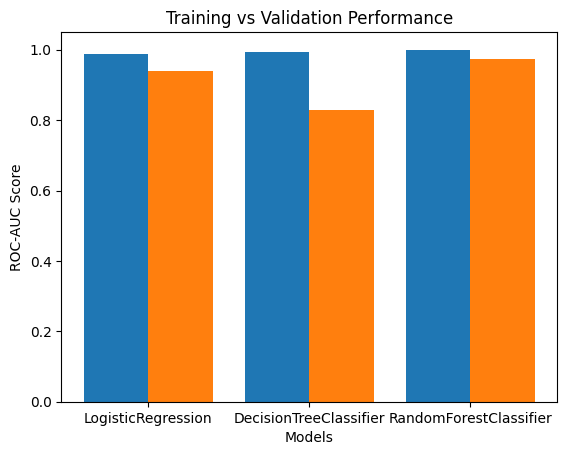 Training vs Validation Performance
ROC-AUC Score
1.0
0.8
0.6
0.4
0.2
0.0
LogisticRegression DecisionTreeClassifier RandomForestClassifier
Models